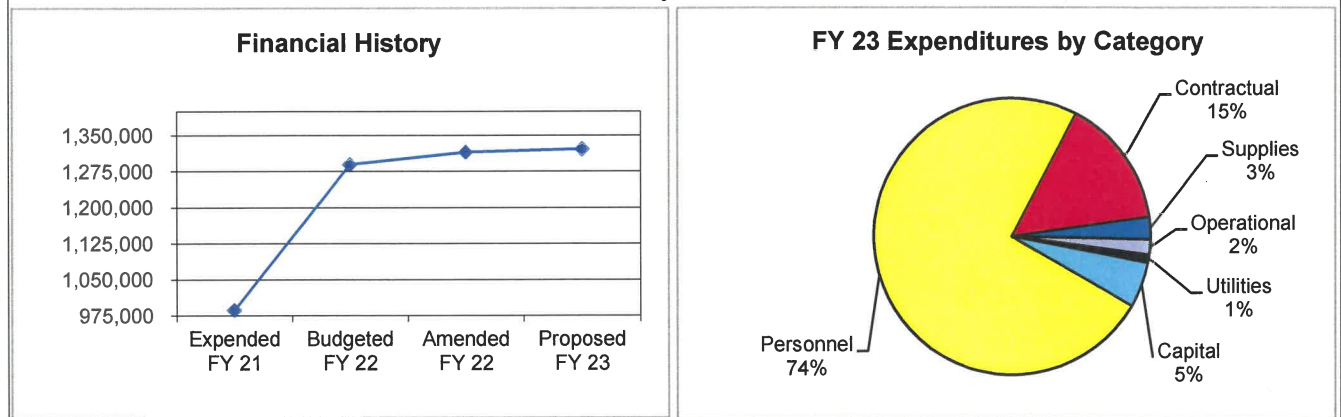 Financial History
1,350,000
1,275,000
1,200,000
1,125,000
1,050,000
975,000
Expended
FY 21
Budgeted
FY 22
Amended
FY 22
Proposed
FY 23
FY 23 Expenditures by Category
Contractual
15%
Supplies
3%
Operational
2%
Utilities
1%
Capital
5%
Personnel
74%